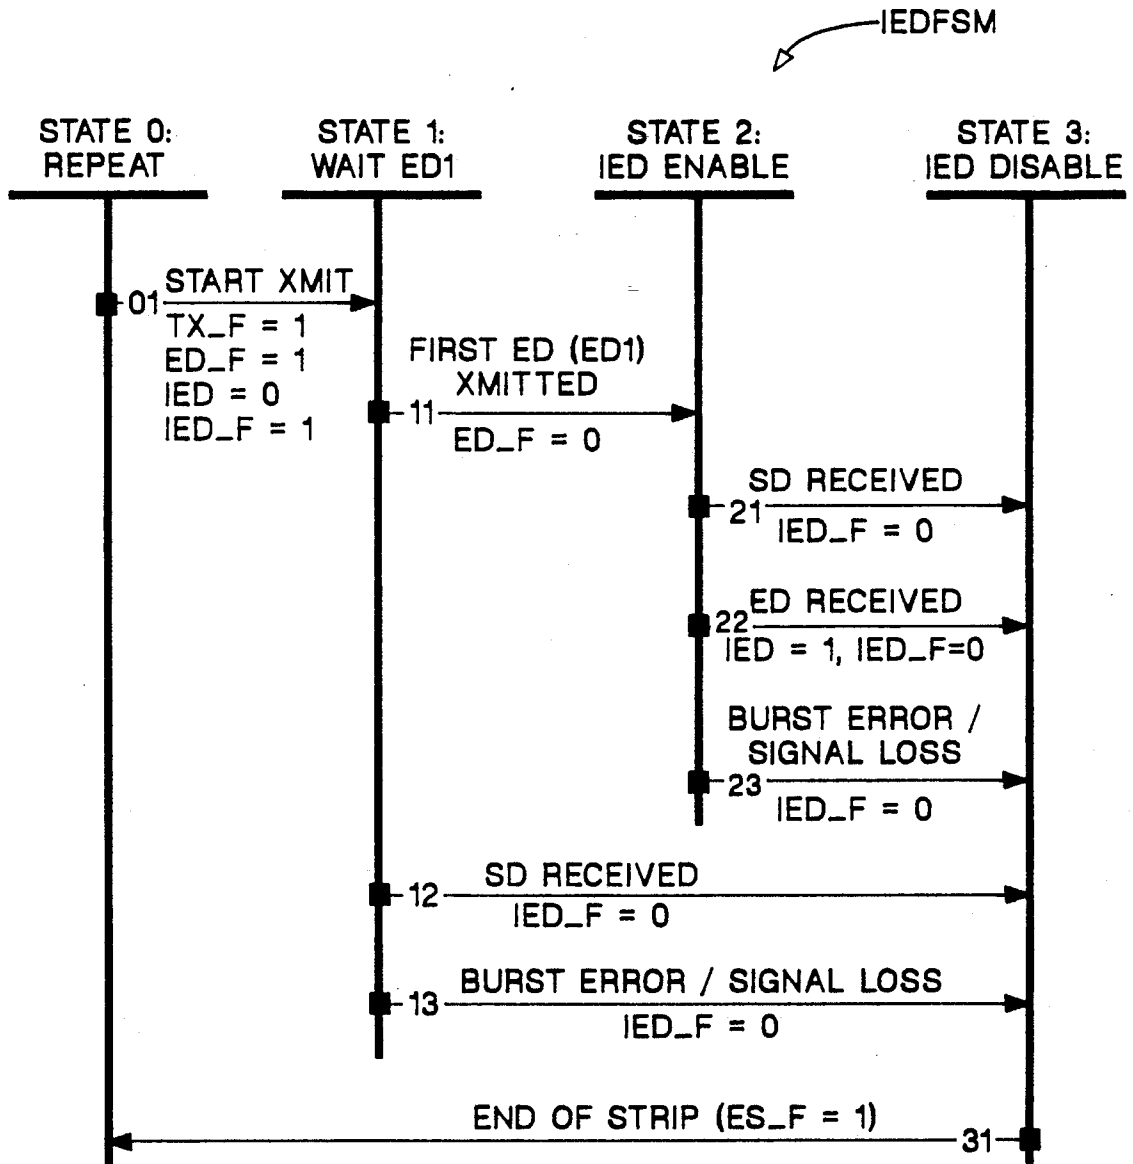 IEDFSM
STATE 0:
REPEAT
STATE 1:
WAIT ED1
STATE 2:
IED ENABLE
STATE 3:
IED DISABLE
01
START XMIT
TX_F = 1
ED_F = 1
IED = 0
IED_F = 1
FIRST ED (ED1)
XMITTED
11
ED_F = 0
SD RECEIVED
21
IED_F = 0
ED RECEIVED
22
IED = 1, IED_F=0
BURST ERROR /
SIGNAL LOSS
23
IED_F = 0
SD RECEIVED
12
IED_F = 0
BURST ERROR / SIGNAL LOSS
13
IED_F = 0
END OF STRIP (ES_F = 1)
31